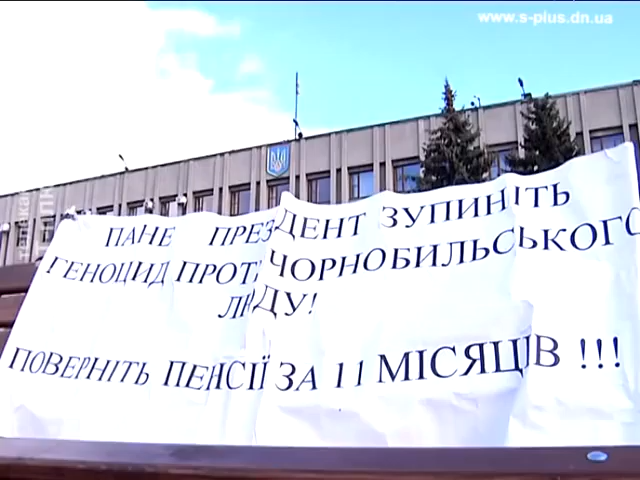 www.s-plus.dn.ua
ПАНЕ ПРЕЗИДЕНТ ЗУПИНІТЬ
ГЕНОЦИД ПРОТИ ЧОРНОБИЛЬСЬКОГО
ЛЮДУ!
ПОВЕРНІТЬ ПЕНСІЇ ЗА 11 МІСЯЦІВ !!!